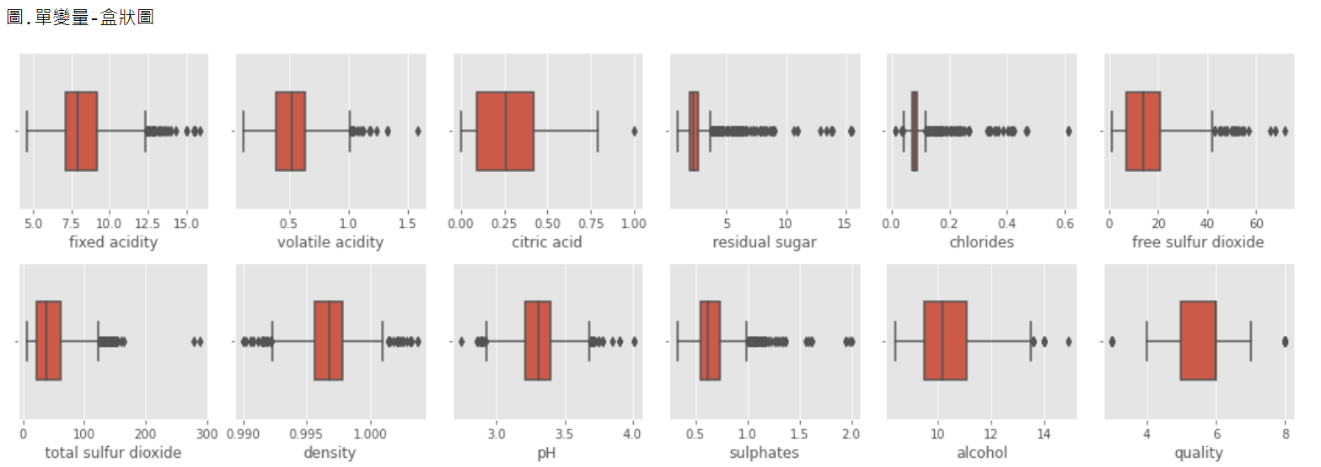 圖.單變量-盒狀圖
5.0 7.5 10.0 12.5 15.0 0.5 1.0 1.5 0.00 0.25 0.50 0.75 1.00 5 10 15 0.0 0.2 0.4 0.6 0 20 40 60
fixed acidity volatile acidity citric acid residual sugar chlorides free sulfur dioxide
0 100 200 300 0.990 0.995 1.000 3.0 3.5 4.0 0.5 1.0 1.5 2.0 10 12 14 4 6 8
total sulfur dioxide density pH sulphates alcohol quality